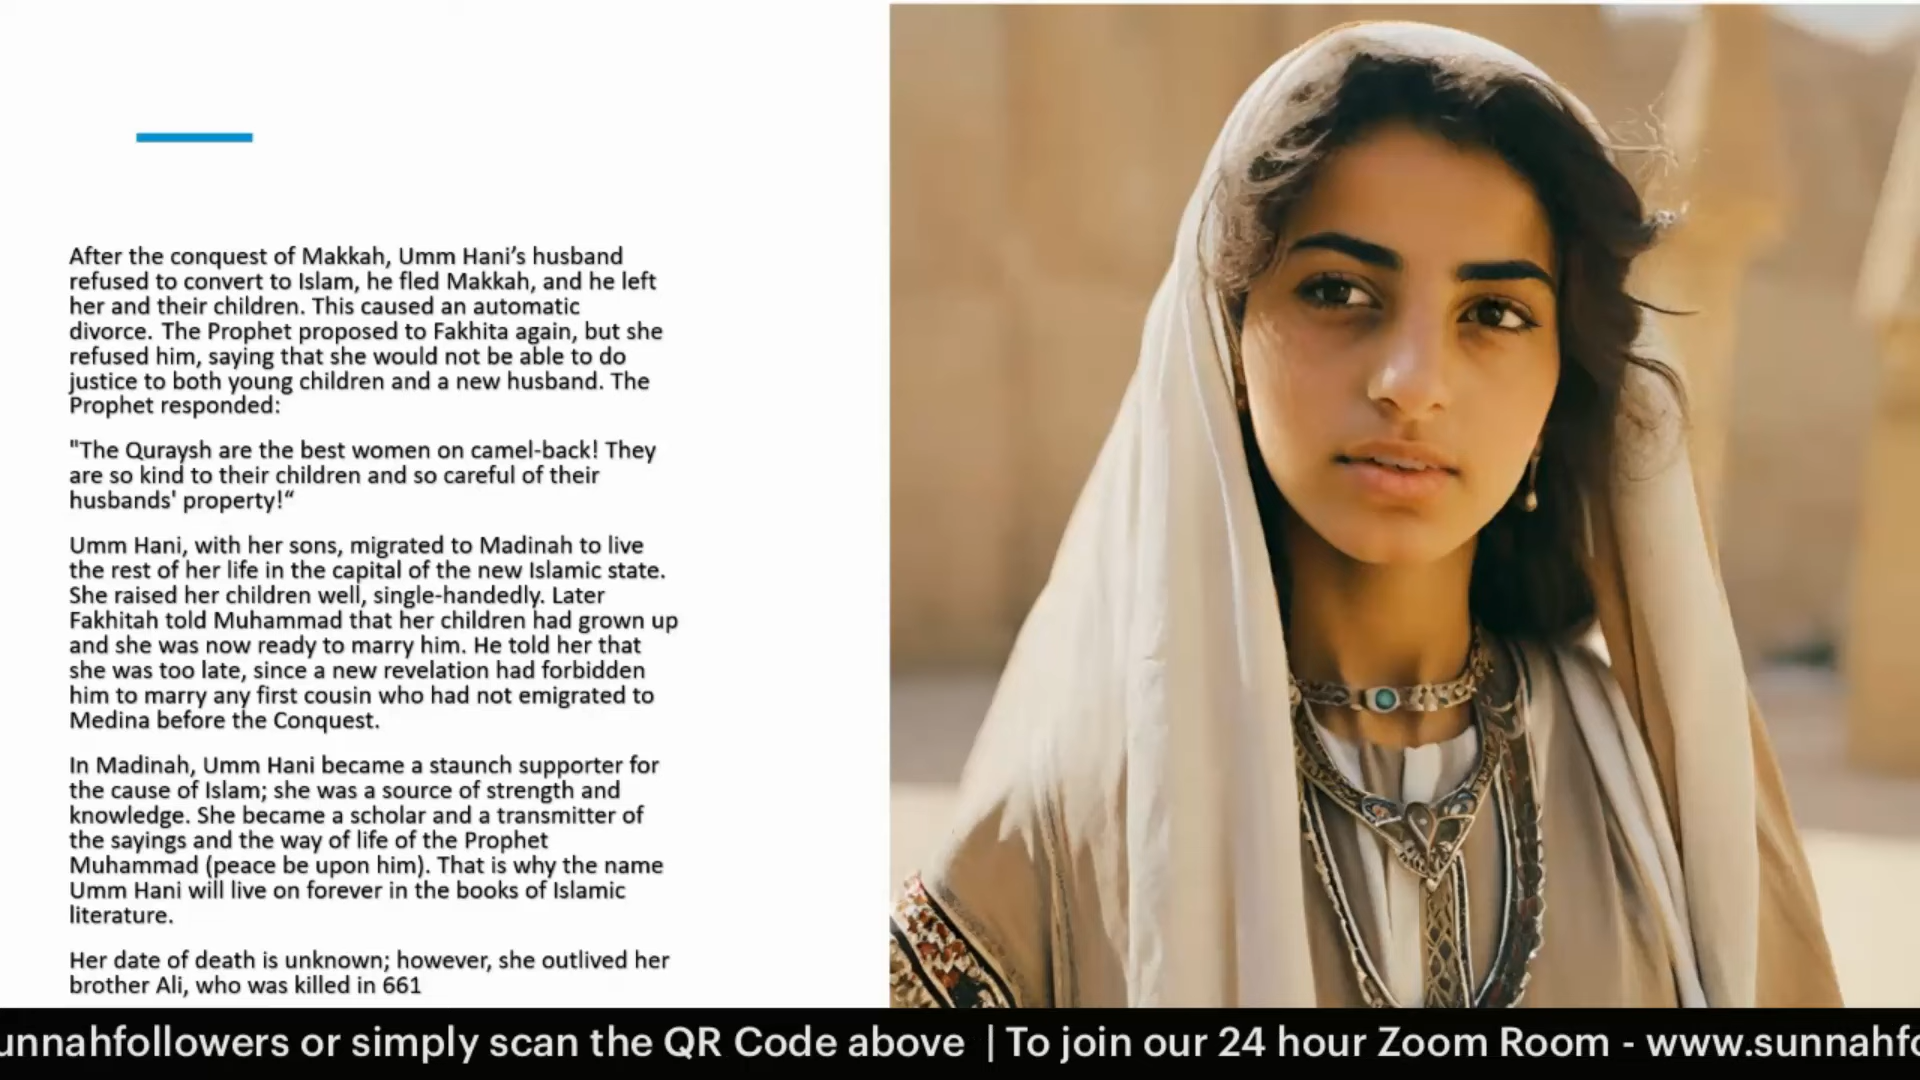 After the conquest of Makkah, Umm Hani’s husband
refused to convert to Islam, he fled Makkah, and he left
her and their children. This caused an automatic
divorce. The Prophet proposed to Fakhita again, but she
refused him, saying that she would not be able to do
justice to both young children and a new husband. The
Prophet responded:
"The Quraysh are the best women on camel-back! They
are so kind to their children and so careful of their
husbands' property!“
Umm Hani, with her sons, migrated to Madinah to live
the rest of her life in the capital of the new Islamic state.
She raised her children well, single-handedly. Later
Fakhitah told Muhammad that her children had grown up
and she was now ready to marry him. He told her that
she was too late, since a new revelation had forbidden
him to marry any first cousin who had not emigrated to
Medina before the Conquest.
In Madinah, Umm Hani became a staunch supporter for
the cause of Islam; she was a source of strength and
knowledge. She became a scholar and a transmitter of
the sayings and the way of life of the Prophet
Muhammad (peace be upon him). That is why the name
Umm Hani will live on forever in the books of Islamic
literature.
Her date of death is unknown; however, she outlived her
brother Ali, who was killed in 661
unnahfollowers or simply scan the QR Code above | To join our 24 hour Zoom Room - www.sunnahfo